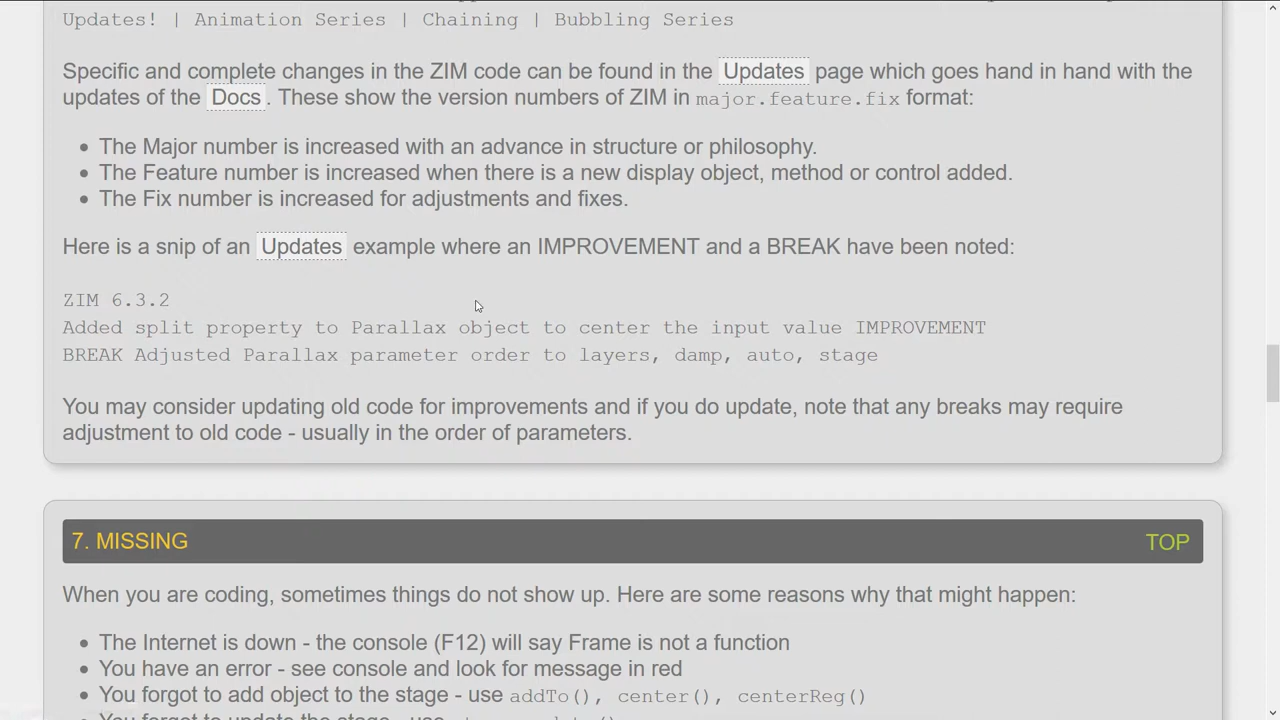 Updates! | Animation Series | Chaining | Bubbling Series
Specific and complete changes in the ZIM code can be found in the Updates page which goes hand in hand with the
updates of the Docs. These show the version numbers of ZIM in major.feature.fix format:
• The Major number is increased with an advance in structure or philosophy.
• The Feature number is increased when there is a new display object, method or control added.
• The Fix number is increased for adjustments and fixes.
Here is a snip of an Updates example where an IMPROVEMENT and a BREAK have been noted:
ZIM 6.3.2
Added split property to Parallax object to center the input value IMPROVEMENT
BREAK Adjusted Parallax parameter order to layers, damp, auto, stage
You may consider updating old code for improvements and if you do update, note that any breaks may require
adjustment to old code - usually in the order of parameters.
7. MISSING TOP
When you are coding, sometimes things do not show up. Here are some reasons why that might happen:
• The Internet is down - the console (F12) will say Frame is not a function
• You have an error - see console and look for message in red
• You forgot to add object to the stage - use addTo(), center(), centerReg()
• You forgot to update the stage - use